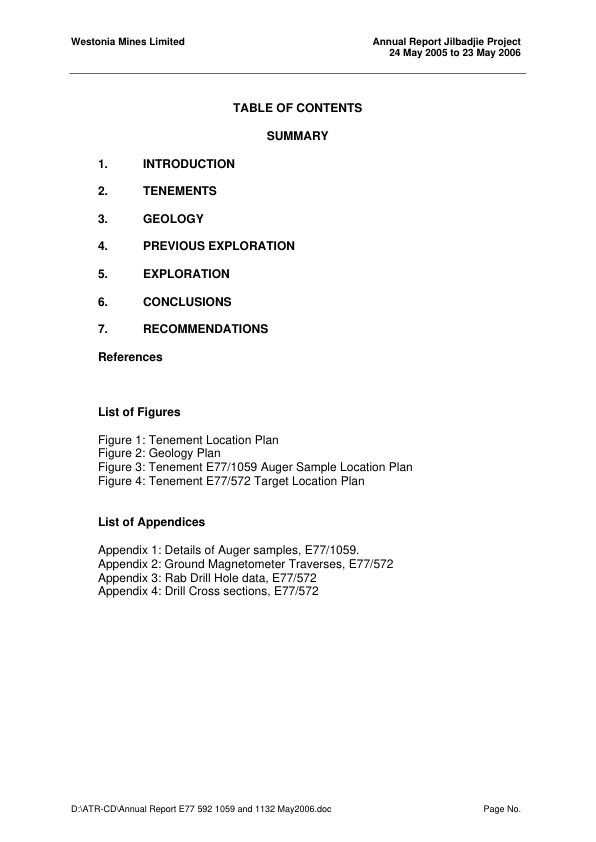 Westonia Mines Limited
Annual Report Jilbadjie Project
24 May 2005 to 23 May 2006
TABLE OF CONTENTS
SUMMARY
1. INTRODUCTION
2. TENEMENTS
3. GEOLOGY
4. PREVIOUS EXPLORATION
5. EXPLORATION
6. CONCLUSIONS
7. RECOMMENDATIONS
References
List of Figures
Figure 1: Tenement Location Plan
Figure 2: Geology Plan
Figure 3: Tenement E77/1059 Auger Sample Location Plan
Figure 4: Tenement E77/572 Target Location Plan
List of Appendices
Appendix 1: Details of Auger samples, E77/1059.
Appendix 2: Ground Magnetometer Traverses, E77/572
Appendix 3: Rab Drill Hole data, E77/572
Appendix 4: Drill Cross sections, E77/572
D:\ATR-CD\Annual Report E77 592 1059 and 1132 May2006.doc
Page No.